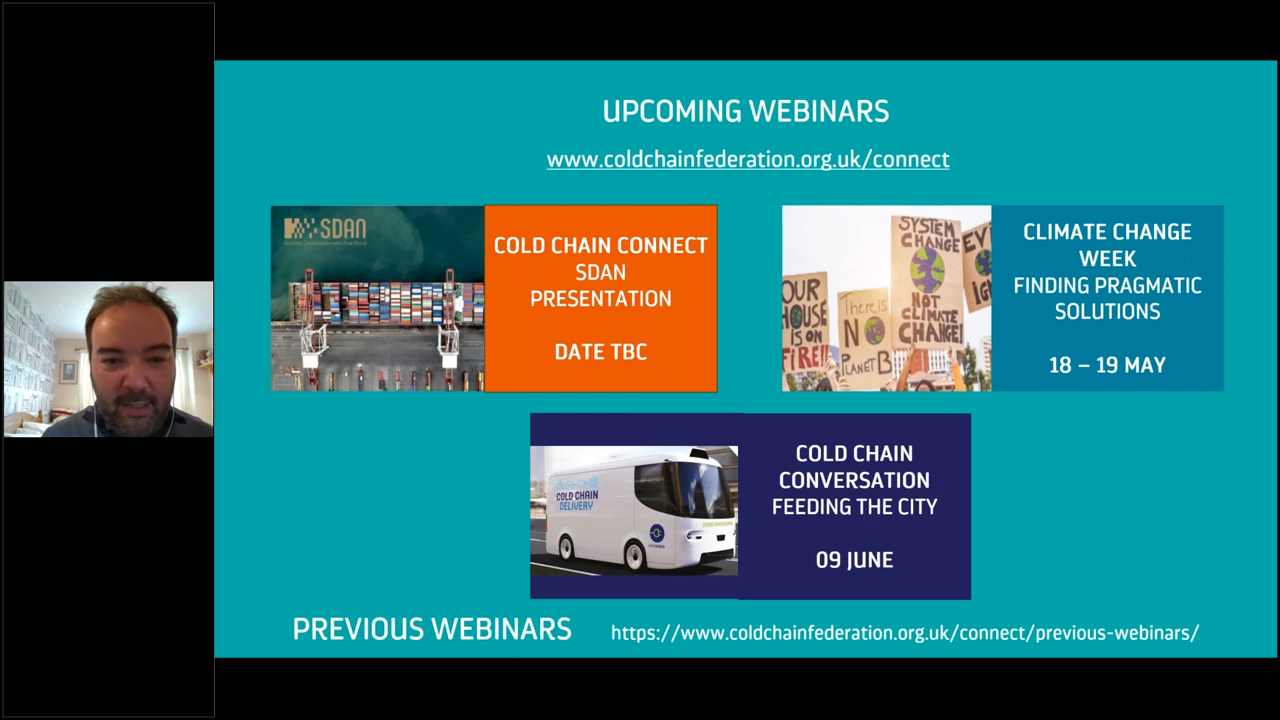 UPCOMING WEBINARS
www.coldchainfederation.org.uk/connect
SDAN
COLD CHAIN CONNECT
SDAN
PRESENTATION
DATE TBC
SYSTEM
CHANGE
NOT
CLIMATE
CHANGE!
OUR
HOUSE
IS ON
FIRE!!
There is
NO
PLANET B
CLIMATE CHANGE
WEEK
FINDING PRAGMATIC
SOLUTIONS
18 – 19 MAY
COLD CHAIN
DELIVERY
COLD CHAIN
CONVERSATION
FEEDING THE CITY
09 JUNE
PREVIOUS WEBINARS
https://www.coldchainfederation.org.uk/connect/previous-webinars/